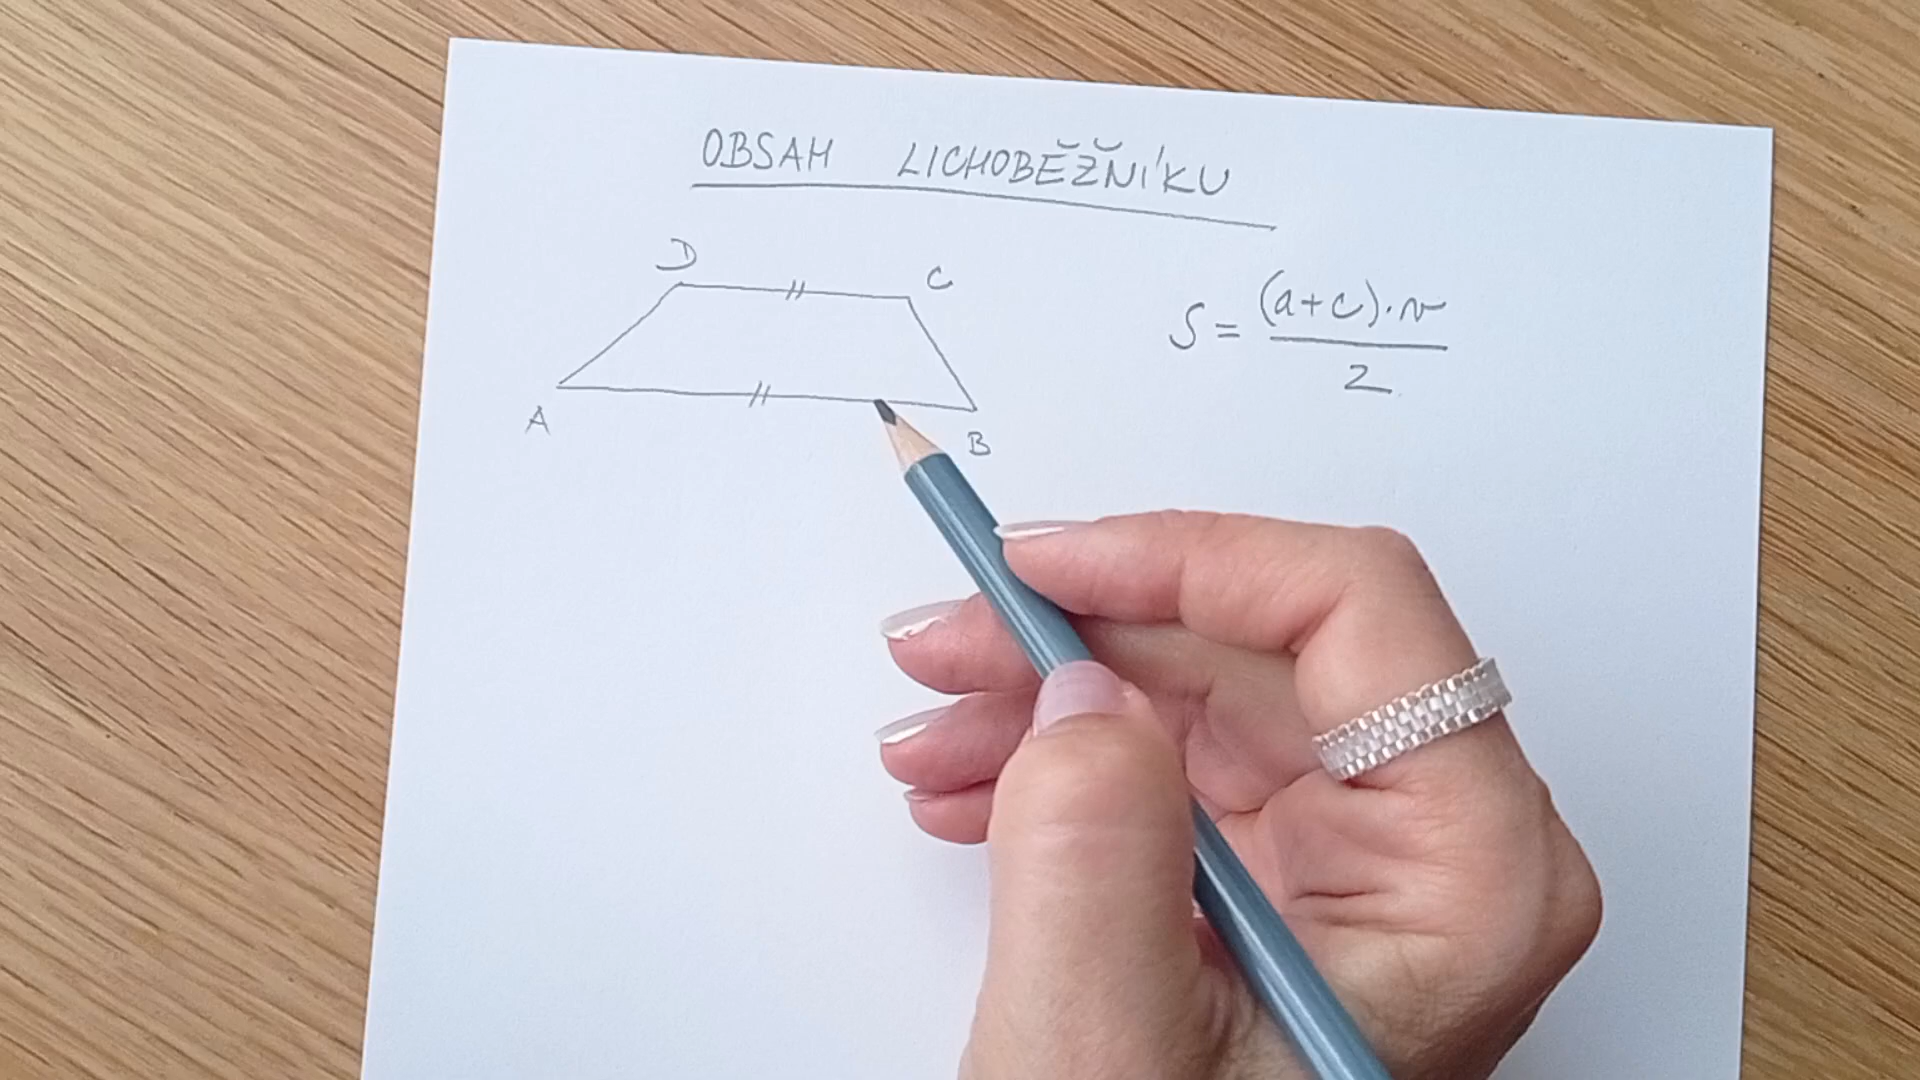 OBSAH LICHOBĚŽNÍKU
D
C
A
B
S = (a+c)·v
2